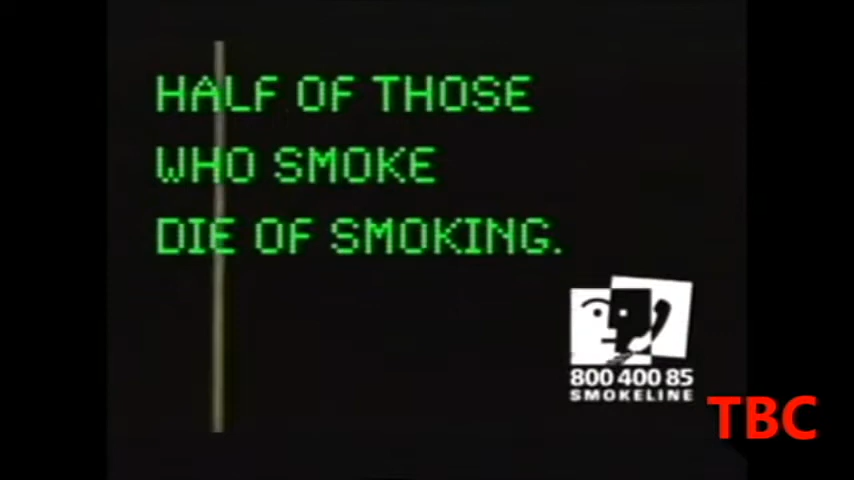 HALF OF THOSE
WHO SMOKE
DIE OF SMOKING.
800 400 85
SMOKELINE
TBC